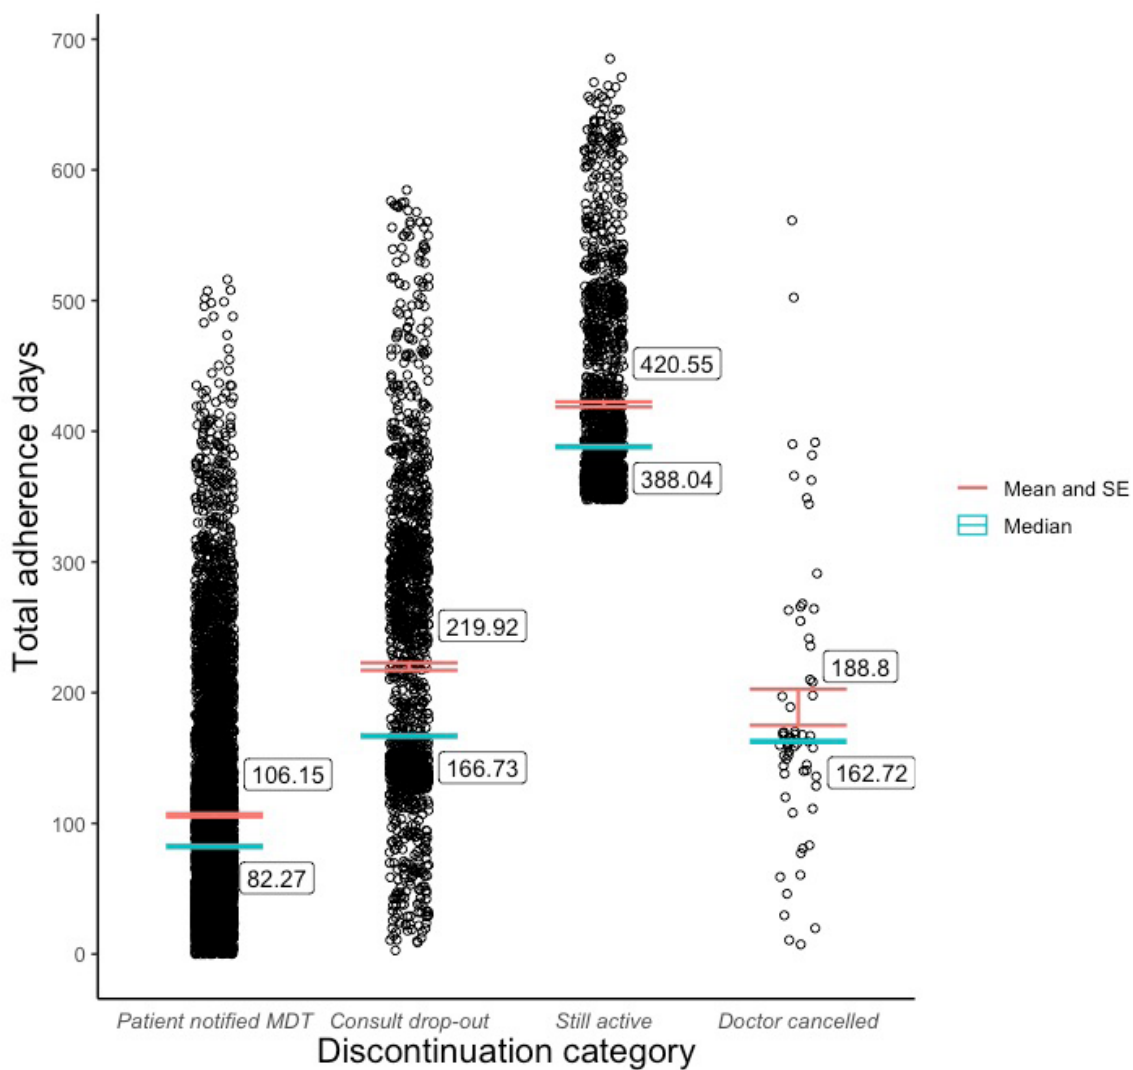 700
600
500
400
300
200
100
0
Total adherence days
420.55
388.04
219.92
166.73
188.8
162.72
106.15
82.27
Mean and SE
Median
Patient notified MDT
Consult drop-out
Still active
Doctor cancelled
Discontinuation category